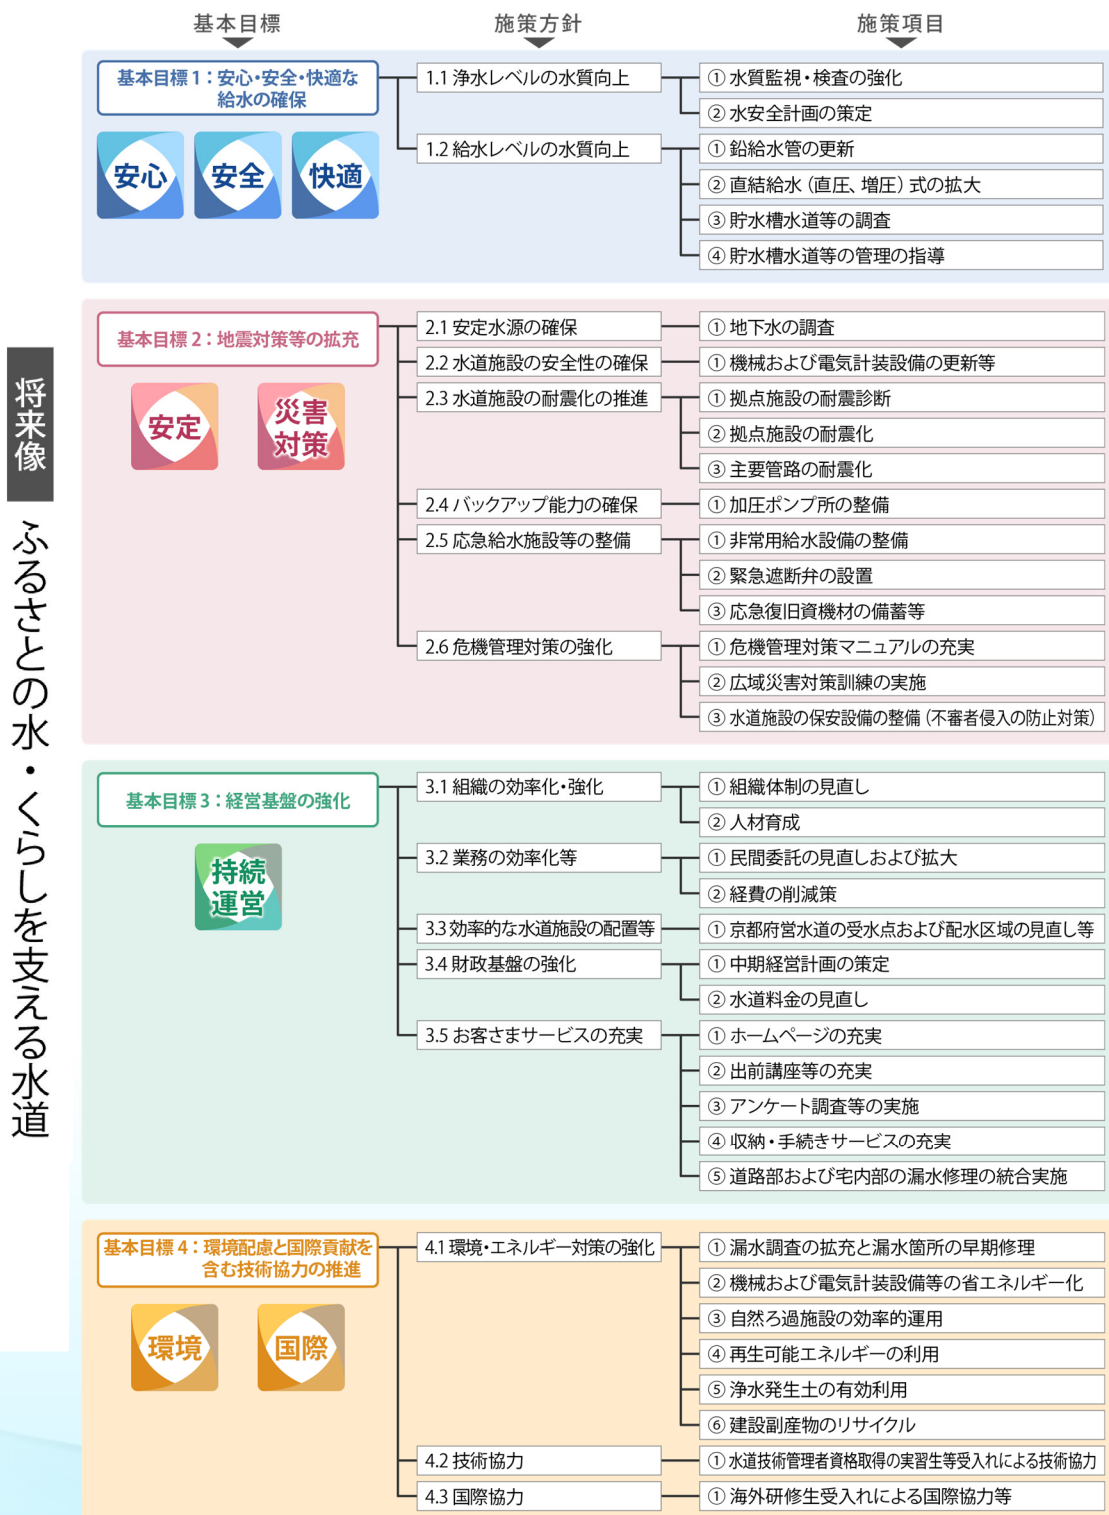 基本目標
施策方針
施策項目
将来像
ふるさとの水・くらしを支える水道
基本目標 1：安心・安全・快適な
給水の確保
安心
安全
快適
1.1 浄水レベルの水質向上
① 水質監視・検査の強化
② 水安全計画の策定
1.2 給水レベルの水質向上
① 鉛給水管の更新
② 直結給水（直圧、増圧）式の拡大
③ 貯水槽水道等の調査
④ 貯水槽水道等の管理の指導
基本目標 2：地震対策等の拡充
安定
災害
対策
2.1 安定水源の確保
① 地下水の調査
2.2 水道施設の安全性の確保
① 機械および電気計装設備の更新等
2.3 水道施設の耐震化の推進
① 拠点施設の耐震診断
② 拠点施設の耐震化
③ 主要管路の耐震化
2.4 バックアップ能力の確保
① 加圧ポンプ所の整備
2.5 応急給水施設等の整備
① 非常用給水設備の整備
② 緊急遮断弁の設置
③ 応急復旧資機材の備蓄等
2.6 危機管理対策の強化
① 危機管理対策マニュアルの充実
② 広域災害対策訓練の実施
③ 水道施設の保安設備の整備（不審者侵入の防止対策）
基本目標 3：経営基盤の強化
持続
運営
3.1 組織の効率化・強化
① 組織体制の見直し
② 人材育成
3.2 業務の効率化等
① 民間委託の見直しおよび拡大
② 経費の削減策
3.3 効率的な水道施設の配置等
① 京都府営水道の受水点および配水区域の見直し等
3.4 財政基盤の強化
① 中期経営計画の策定
② 水道料金の見直し
3.5 お客さまサービスの充実
① ホームページの充実
② 出前講座等の充実
③ アンケート調査等の実施
④ 収納・手続きサービスの充実
⑤ 道路部および宅内部の漏水修理の統合実施
基本目標 4：環境配慮と国際貢献を
含む技術協力の推進
環境
国際
4.1 環境・エネルギー対策の強化
① 漏水調査の拡充と漏水箇所の早期修理
② 機械および電気計装設備等の省エネルギー化
③ 自然ろ過施設の効率的運用
④ 再生可能エネルギーの利用
⑤ 浄水発生土の有効利用
⑥ 建設副産物のリサイクル
4.2 技術協力
① 水道技術管理者資格取得の実習生等受入れによる技術協力
4.3 国際協力
① 海外研修生受入れによる国際協力等